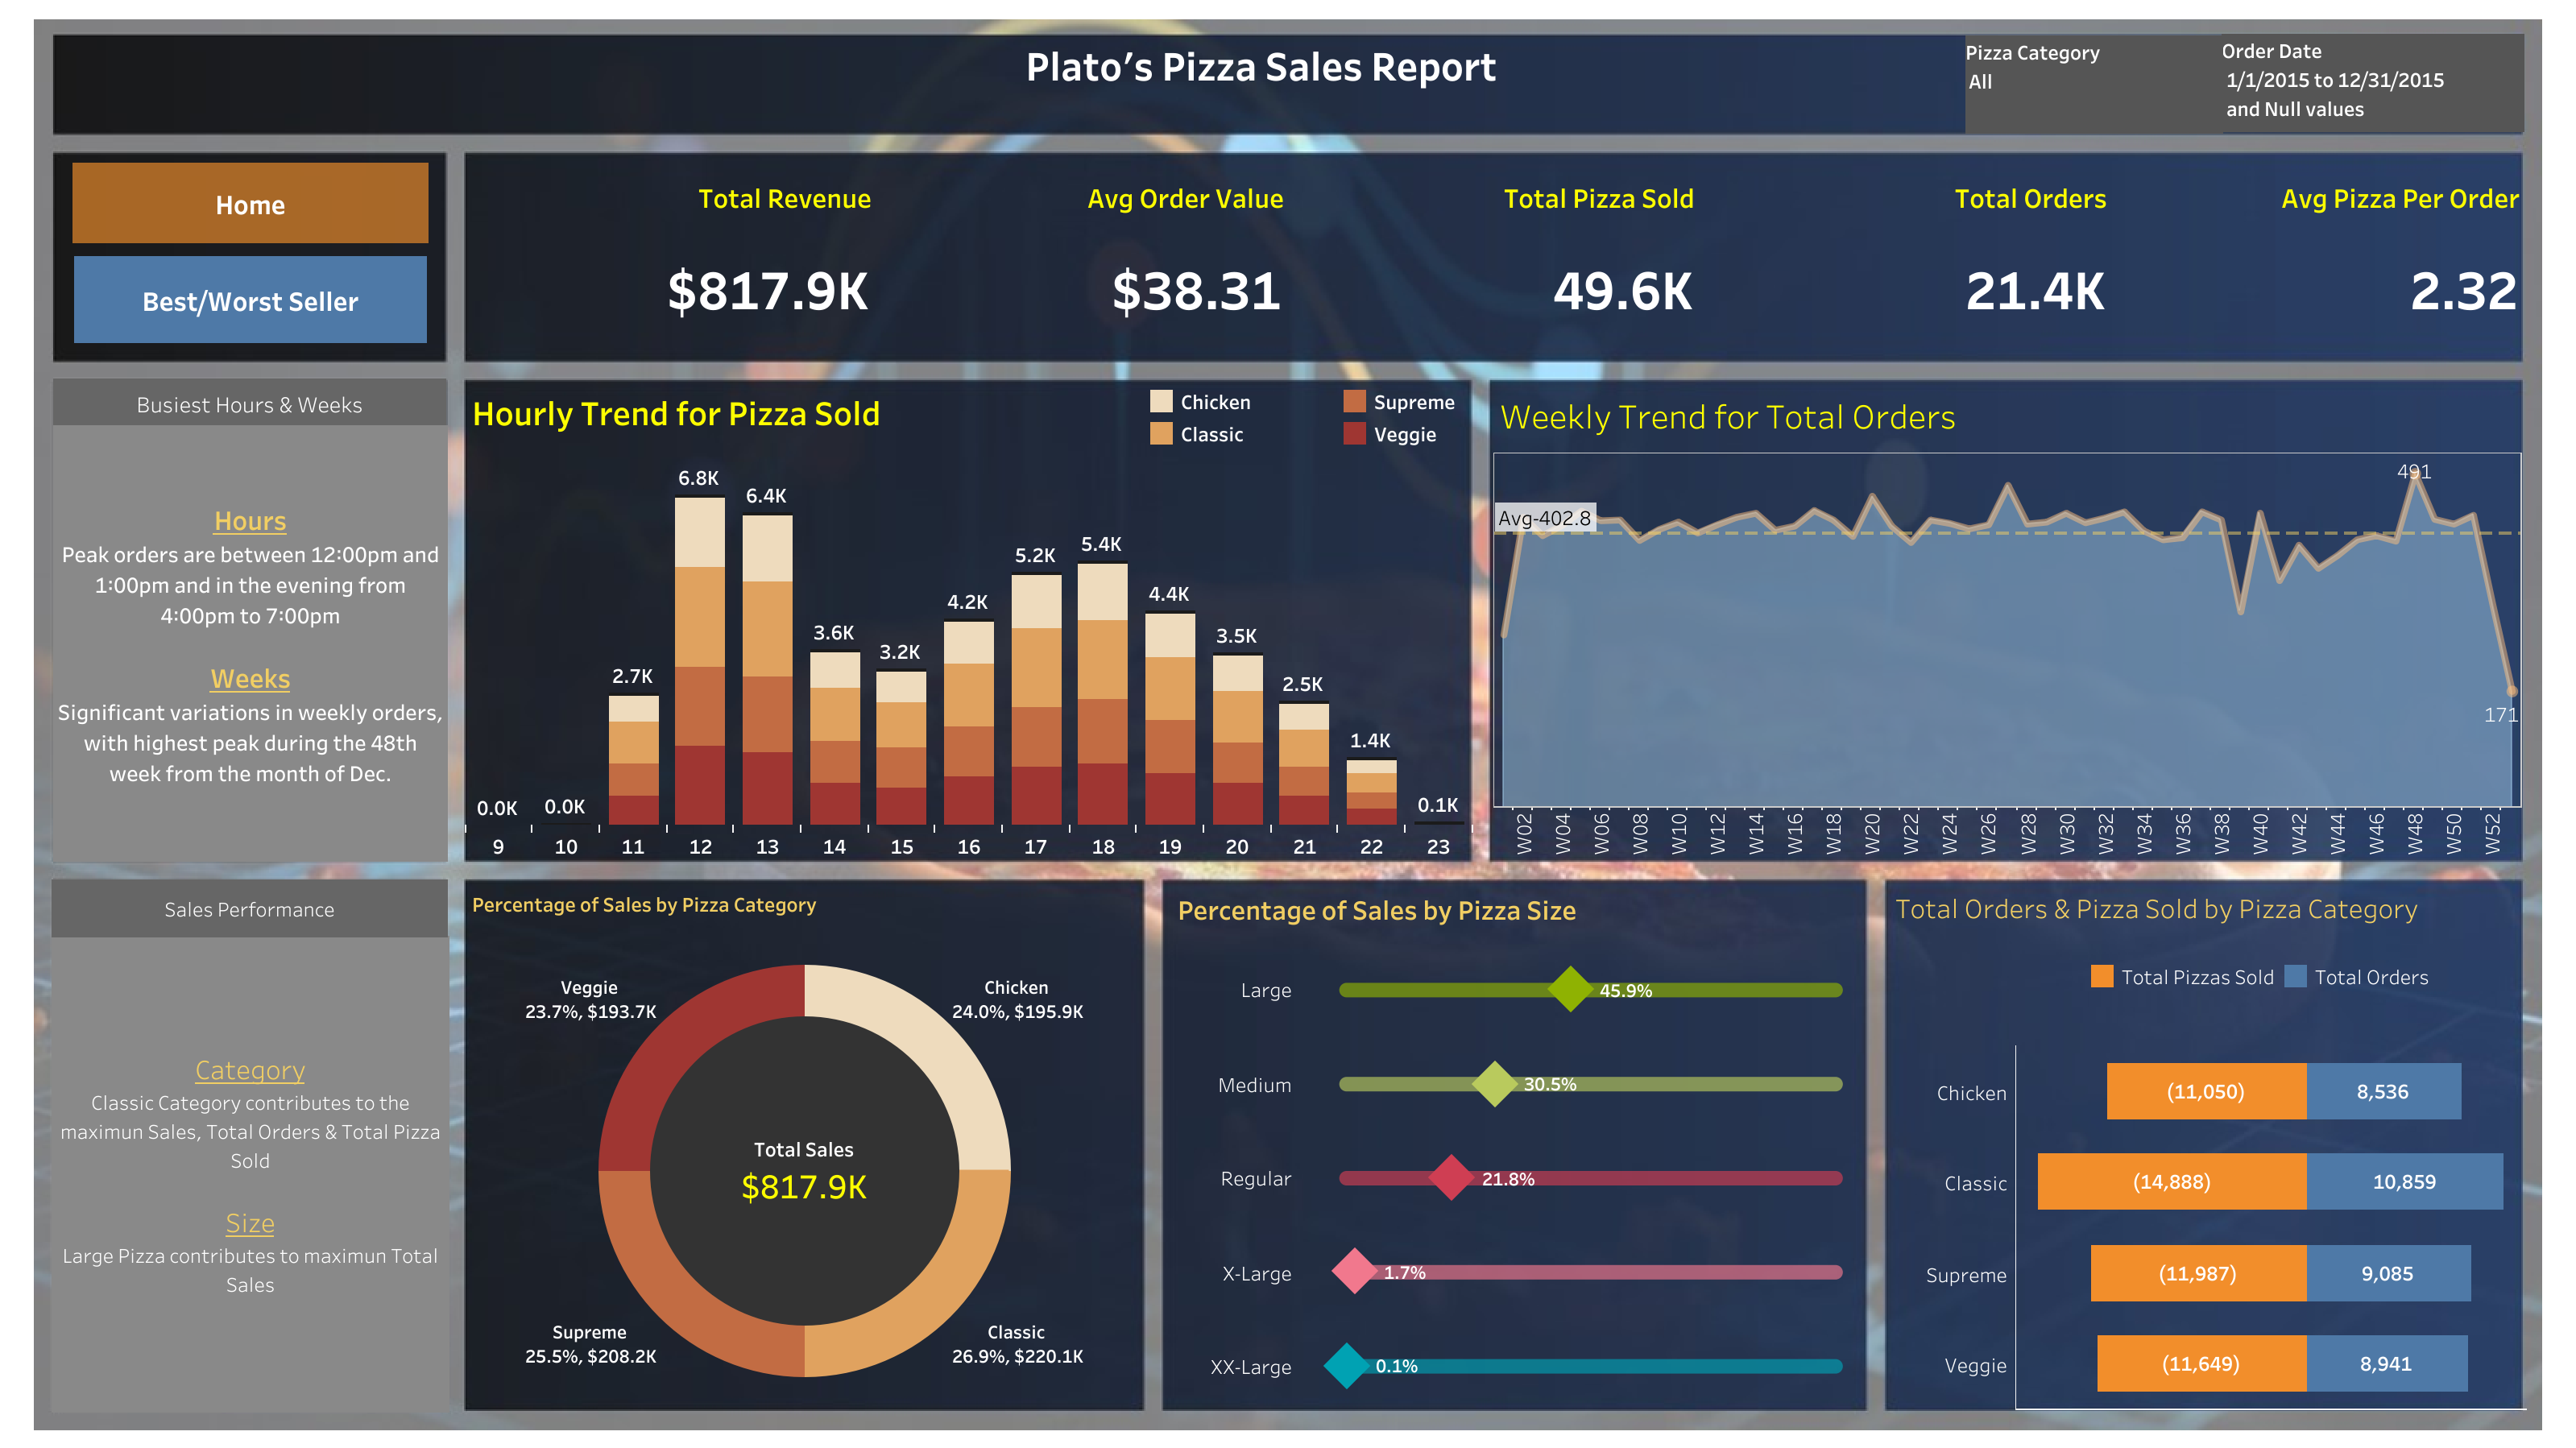 Plato's Pizza Sales Report
Pizza Category
All
Order Date
1/1/2015 to 12/31/2015
and Null values
Home
Best/Worst Seller
Total Revenue
$817.9K
Avg Order Value
$38.31
Total Pizza Sold
49.6K
Total Orders
21.4K
Avg Pizza Per Order
2.32
Busiest Hours & Weeks
Hours
Peak orders are between 12:00pm and
1:00pm and in the evening from
4:00pm to 7:00pm
Weeks
Significant variations in weekly orders,
with highest peak during the 48th
week from the month of Dec.
Hourly Trend for Pizza Sold
Chicken
Supreme
Classic
Veggie
0.0K
0.0K
2.7K
6.8K
6.4K
3.6K
3.2K
4.2K
5.2K
5.4K
4.4K
3.5K
2.5K
1.4K
0.1K
9 10 11 12 13 14 15 16 17 18 19 20 21 22 23
Weekly Trend for Total Orders
Avg-402.8
491
171
W02 W04 W06 W08 W10 W12 W14 W16 W18 W20 W22 W24 W26 W28 W30 W32 W34 W36 W38 W40 W42 W44 W46 W48 W50 W52
Sales Performance
Category
Classic Category contributes to the
maximun Sales, Total Orders & Total Pizza
Sold
Size
Large Pizza contributes to maximun Total
Sales
Percentage of Sales by Pizza Category
Veggie
23.7%, $193.7K
Chicken
24.0%, $195.9K
Total Sales
$817.9K
Supreme
25.5%, $208.2K
Classic
26.9%, $220.1K
Percentage of Sales by Pizza Size
Large
45.9%
Medium
30.5%
Regular
21.8%
X-Large
1.7%
XX-Large
0.1%
Total Orders & Pizza Sold by Pizza Category
Total Pizzas Sold
Total Orders
Chicken (11,050) 8,536
Classic (14,888) 10,859
Supreme (11,987) 9,085
Veggie (11,649) 8,941